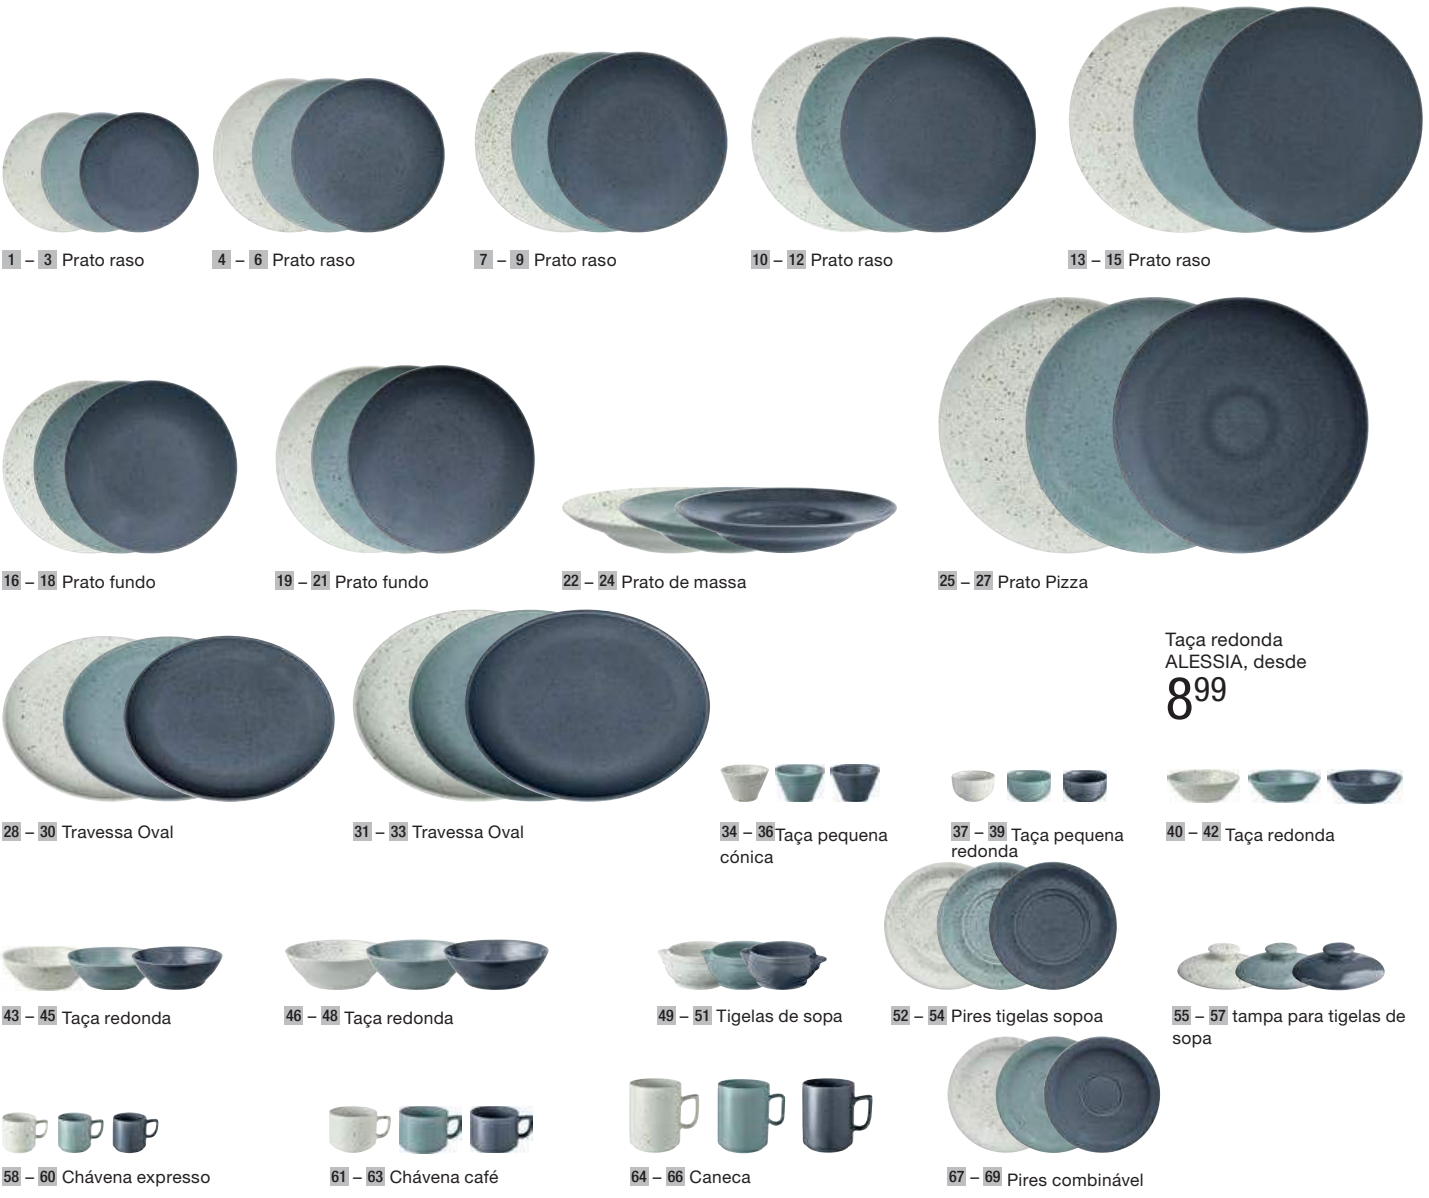 1 – 3 Prato raso
4 – 6 Prato raso
7 – 9 Prato raso
10 – 12 Prato raso
13 – 15 Prato raso
16 – 18 Prato fundo
19 – 21 Prato fundo
22 – 24 Prato de massa
25 – 27 Prato Pizza
Taça redonda
ALESSIA, desde
8 99
28 – 30 Travessa Oval
31 – 33 Travessa Oval
34 – 36 Taça pequena
cónica
37 – 39 Taça pequena
redonda
40 – 42 Taça redonda
43 – 45 Taça redonda
46 – 48 Taça redonda
49 – 51 Tigelas de sopa
52 – 54 Pires tigelas sopoa
55 – 57 tampa para tigelas de
sopa
58 – 60 Chávena expresso
61 – 63 Chávena café
64 – 66 Caneca
67 – 69 Pires combinável